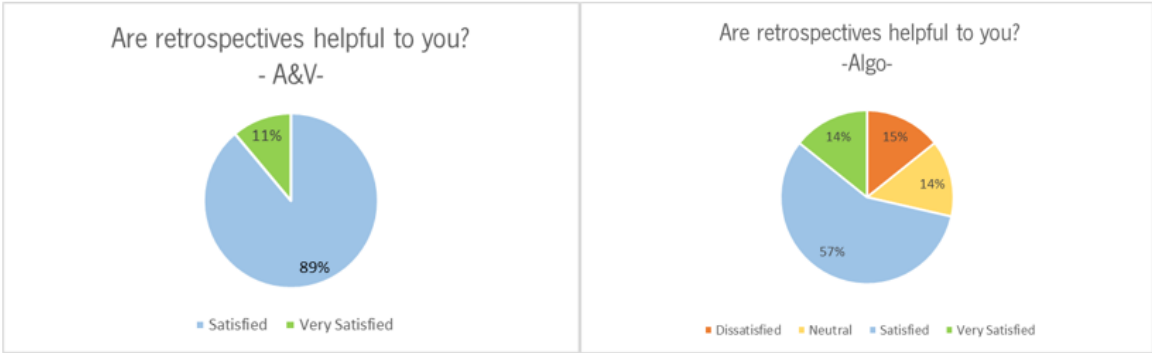 Are retrospectives helpful to you?
- A&V-
11%
89%
Satisfied Very Satisfied
Are retrospectives helpful to you?
-Algo-
14%
15%
14%
57%
Dissatisfied Neutral Satisfied Very Satisfied